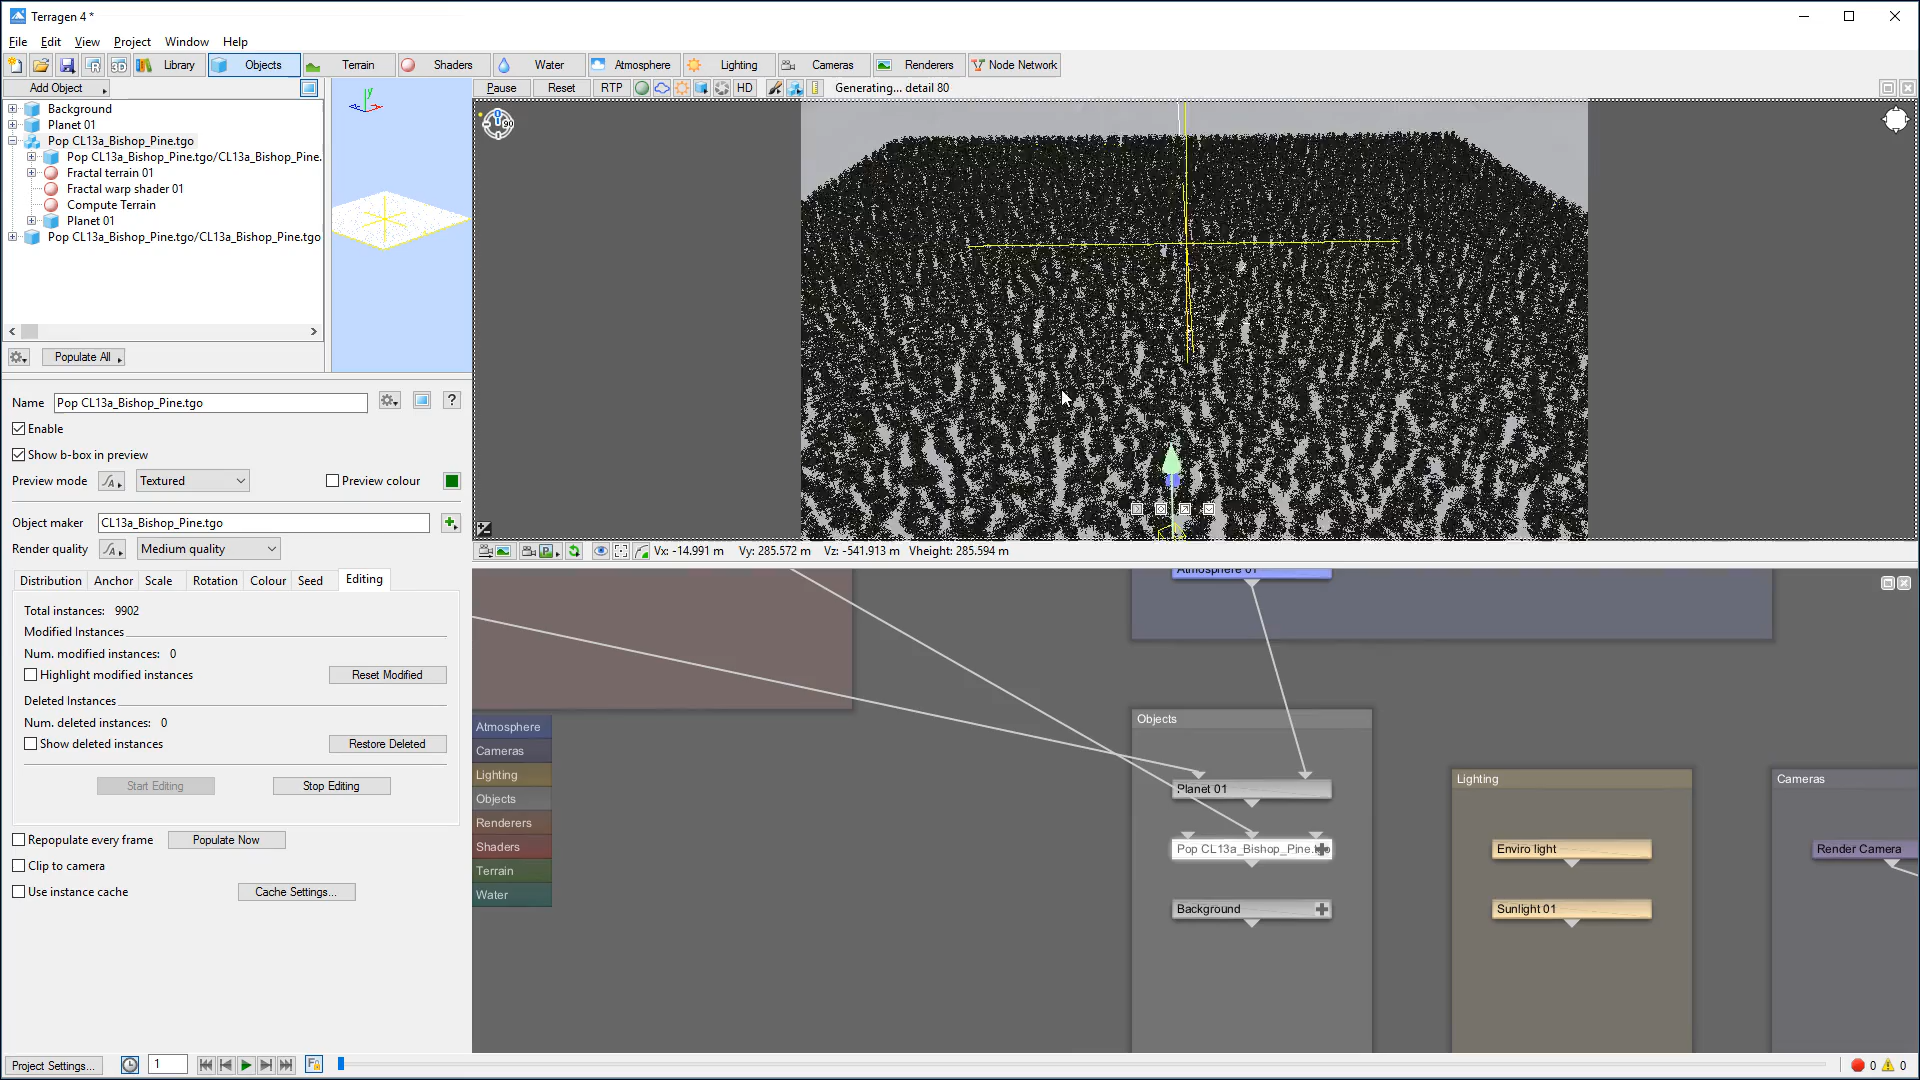 Terragen 4 *
File Edit View Project Window Help
Library Objects Terrain Shaders Water Atmosphere Lighting Cameras Renderers Node Network
Add Object
Pause Reset RTP HD Generating... detail 80
Background
Planet 01
Pop CL13a_Bishop_Pine.tgo
Pop CL13a_Bishop_Pine.tgo/CL13a_Bishop_Pine.
Fractal terrain 01
Fractal warp shader 01
Compute Terrain
Planet 01
Pop CL13a_Bishop_Pine.tgo/CL13a_Bishop_Pine.tgo
y
90
Populate All
Name Pop CL13a_Bishop_Pine.tgo ?
Enable
Show b-box in preview
Preview mode Textured Preview colour
Object maker CL13a_Bishop_Pine.tgo
Render quality Medium quality
Distribution Anchor Scale Rotation Colour Seed Editing
Total instances: 9902
Modified Instances
Num. modified instances: 0
Highlight modified instances Reset Modified
Deleted Instances
Num. deleted instances: 0
Show deleted instances Restore Deleted
Start Editing Stop Editing
Repopulate every frame Populate Now
Clip to camera
Use instance cache Cache Settings...
Vx: -14.991 m Vy: 285.572 m Vz: -541.913 m Vheight: 285.594 m
Atmosphere 01
Atmosphere
Cameras
Lighting
Objects
Renderers
Shaders
Terrain
Water
Objects
Planet 01
Pop CL13a_Bishop_Pine.
Background
Lighting
Enviro light
Sunlight 01
Cameras
Render Camera
Project Settings... 1 0 0